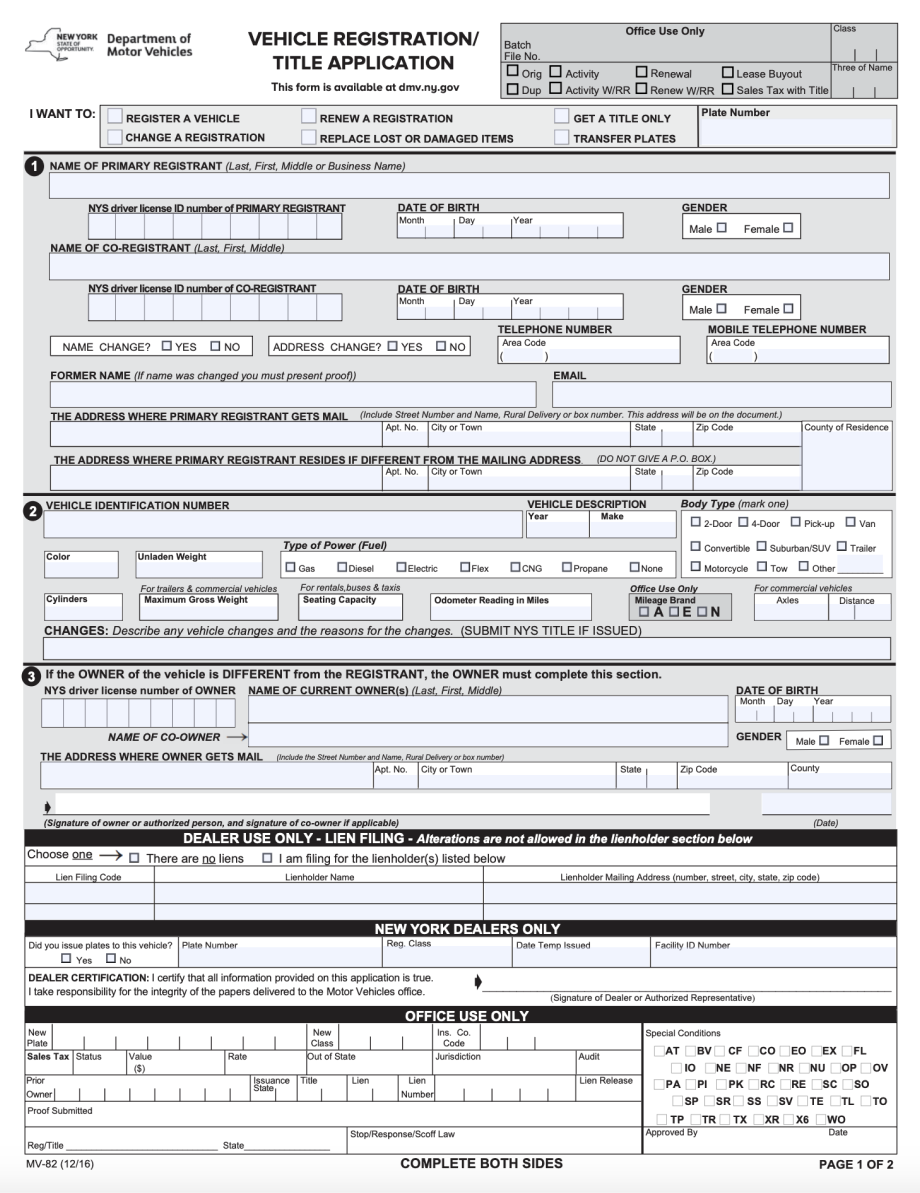 NEW YORK
STATE OF
OPPORTUNITY.
Department of
Motor Vehicles
VEHICLE REGISTRATION/
TITLE APPLICATION
This form is available at dmv.ny.gov
Office Use Only
Batch
File No.
Orig Activity Renewal Lease Buyout
Dup Activity W/RR Renew W/RR Sales Tax with Title
Class
Three of Name
I WANT TO:
REGISTER A VEHICLE RENEW A REGISTRATION GET A TITLE ONLY
CHANGE A REGISTRATION REPLACE LOST OR DAMAGED ITEMS TRANSFER PLATES
Plate Number
1 NAME OF PRIMARY REGISTRANT (Last, First, Middle or Business Name)
NYS driver license ID number of PRIMARY REGISTRANT DATE OF BIRTH GENDER
Month Day Year Male Female
NAME OF CO-REGISTRANT (Last, First, Middle)
NYS driver license ID number of CO-REGISTRANT DATE OF BIRTH GENDER
Month Day Year Male Female
TELEPHONE NUMBER MOBILE TELEPHONE NUMBER
NAME CHANGE? YES NO ADDRESS CHANGE? YES NO Area Code Area Code
( ) ( )
FORMER NAME (If name was changed you must present proof)) EMAIL
THE ADDRESS WHERE PRIMARY REGISTRANT GETS MAIL (Include Street Number and Name, Rural Delivery or box number. This address will be on the document.)
Apt. No. City or Town State Zip Code County of Residence
THE ADDRESS WHERE PRIMARY REGISTRANT RESIDES IF DIFFERENT FROM THE MAILING ADDRESS. (DO NOT GIVE A P.O. BOX.)
Apt. No. City or Town State Zip Code
2 VEHICLE IDENTIFICATION NUMBER VEHICLE DESCRIPTION Body Type (mark one)
Year Make
2-Door 4-Door Pick-up Van
Convertible Suburban/SUV Trailer
Motorcycle Tow Other
Color Unladen Weight Type of Power (Fuel)
Gas Diesel Electric Flex CNG Propane None
For trailers & commercial vehicles For rentals,buses & taxis Office Use Only For commercial vehicles
Cylinders Maximum Gross Weight Seating Capacity Odometer Reading in Miles Mileage Brand Axles Distance
A E N
CHANGES: Describe any vehicle changes and the reasons for the changes. (SUBMIT NYS TITLE IF ISSUED)
3 If the OWNER of the vehicle is DIFFERENT from the REGISTRANT, the OWNER must complete this section.
NYS driver license number of OWNER NAME OF CURRENT OWNER(s) (Last, First, Middle) DATE OF BIRTH
Month Day Year
NAME OF CO-OWNER → GENDER Male Female
THE ADDRESS WHERE OWNER GETS MAIL (Include the Street Number and Name, Rural Delivery or box number)
Apt. No. City or Town State Zip Code County
(Signature of owner or authorized person, and signature of co-owner if applicable) (Date)
DEALER USE ONLY - LIEN FILING - Alterations are not allowed in the lienholder section below
Choose one → There are no liens I am filing for the lienholder(s) listed below
Lien Filing Code Lienholder Name Lienholder Mailing Address (number, street, city, state, zip code)
NEW YORK DEALERS ONLY
Did you issue plates to this vehicle? Plate Number Reg. Class Date Temp Issued Facility ID Number
Yes No
DEALER CERTIFICATION: I certify that all information provided on this application is true.
I take responsibility for the integrity of the papers delivered to the Motor Vehicles office.
(Signature of Dealer or Authorized Representative)
OFFICE USE ONLY
New
Plate
New
Class
Ins. Co.
Code
Sales Tax Status Value
($)
Rate Out of State Jurisdiction Audit
Prior
Owner
Issuance
State
Title Lien Lien
Number
Lien Release
Proof Submitted
Stop/Response/Scoff Law
Reg/Title State
Special Conditions
AT BV CF CO EO EX FL
IO NE NF NR NU OP OV
PA PI PK RC RE SC SO
SP SR SS SV TE TL TO
TP TR TX XR X6 WO
Approved By Date
MV-82 (12/16) COMPLETE BOTH SIDES PAGE 1 OF 2